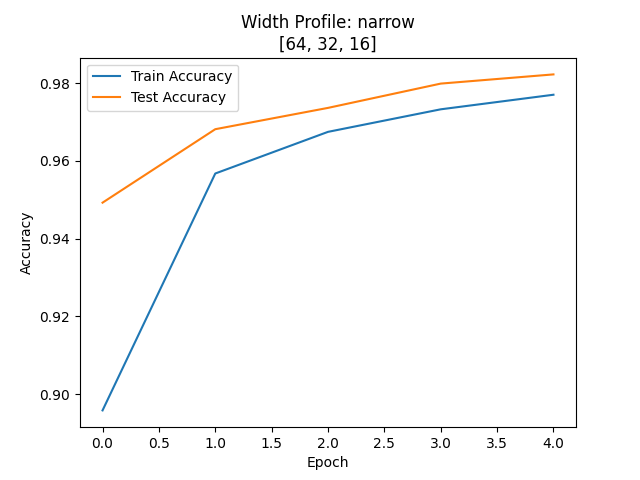 Width Profile: narrow
[64, 32, 16]
Train Accuracy
Test Accuracy
0.98
0.96
0.94
0.92
0.90
Accuracy
0.0 0.5 1.0 1.5 2.0 2.5 3.0 3.5 4.0
Epoch